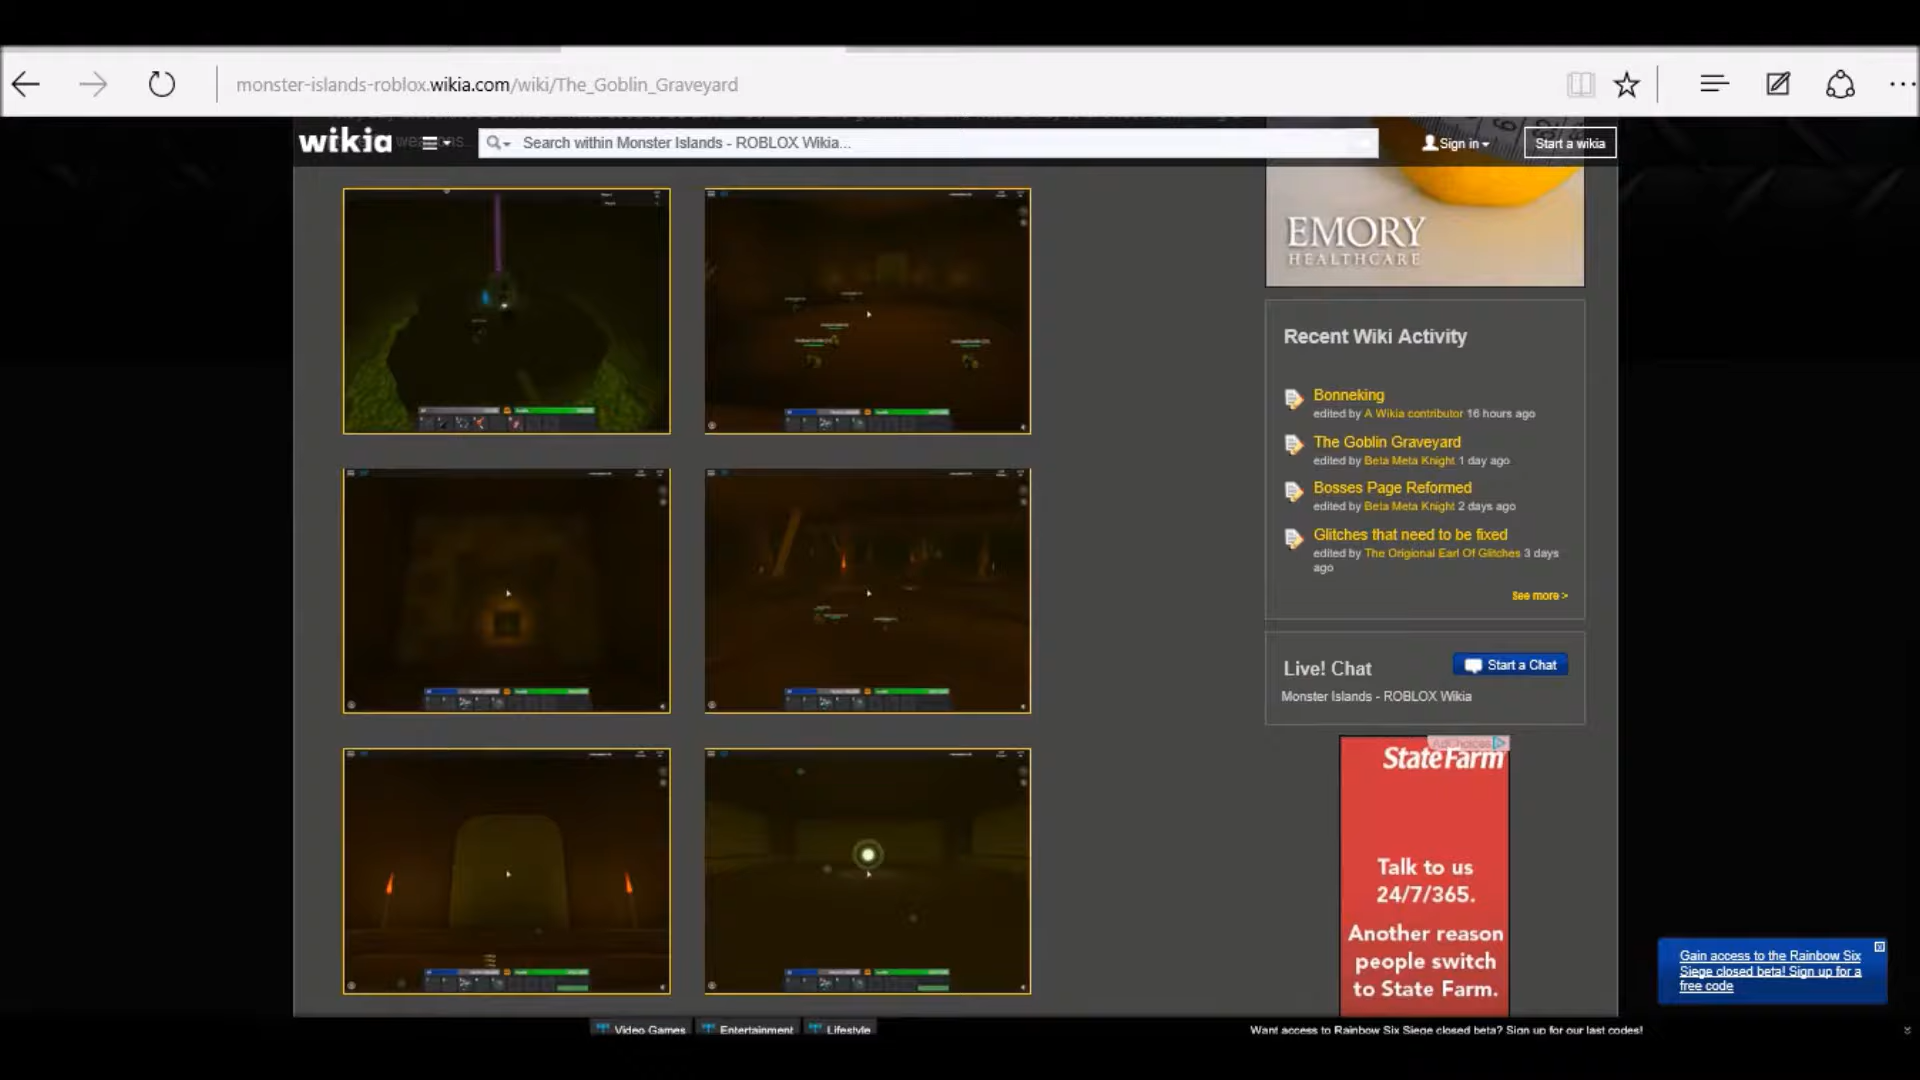 monster-islands-roblox.wikia.com/wiki/The_Goblin_Graveyard
wikia
Search within Monster Islands - ROBLOX Wikia...
Sign in
Start a wikia
EMORY
HEALTHCARE
Recent Wiki Activity
Bonneking
edited by A Wikia contributor 16 hours ago
The Goblin Graveyard
edited by Beta Meta Knight 1 day ago
Bosses Page Reformed
edited by Beta Meta Knight 2 days ago
Glitches that need to be fixed
edited by The Origional Earl Of Glitches 3 days
ago
See more >
Live! Chat
Start a Chat
Monster Islands - ROBLOX Wikia
AdChoices
StateFarm
Talk to us
24/7/365.
Another reason
people switch
to State Farm.
Gain access to the Rainbow Six
Siege closed beta! Sign up for a
free code
Video Games
Entertainment
Lifestyle
Want access to Rainbow Six Siege closed beta? Sign up for our last codes!